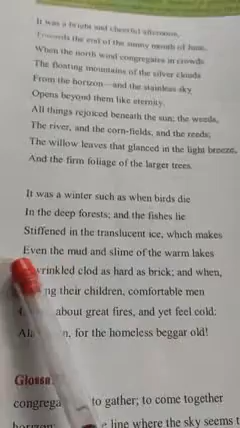 It was a bright and cheerful afternoon,
Towards the end of the sunny month of June,
When the north wind congregates in crowds
The floating mountains of the silver clouds
From the horizon—and the stainless sky
Opens beyond them like eternity.
All things rejoiced beneath the sun; the weeds,
The river, and the corn-fields, and the reeds;
The willow leaves that glanced in the light breeze,
And the firm foliage of the larger trees.
It was a winter such as when birds die
In the deep forests; and the fishes lie
Stiffened in the translucent ice, which makes
Even the mud and slime of the warm lakes
wrinkled clod as hard as brick; and when,
their children, comfortable men
about great fires, and yet feel cold:
for the homeless beggar old!
Glossa
congrega to gather; to come together
horizon: line where the sky seems t